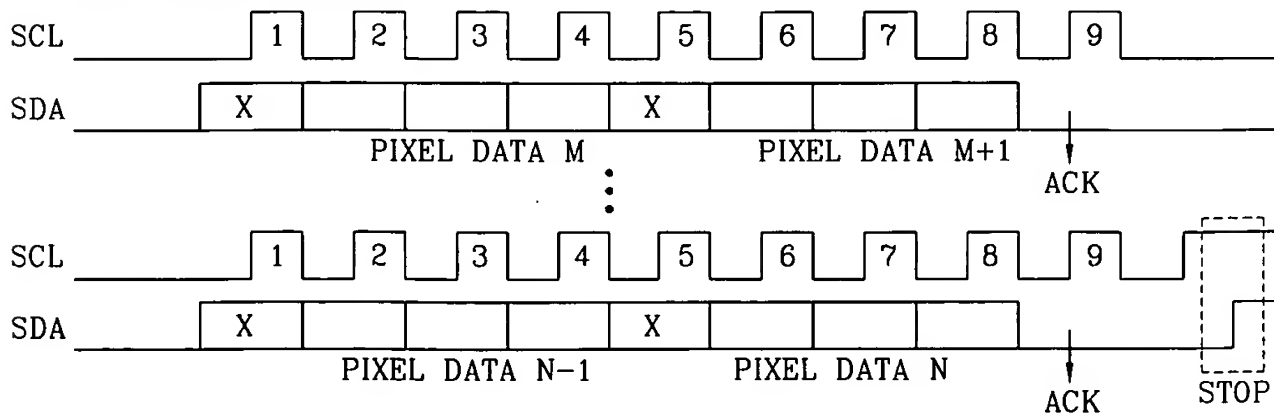 SCL 1 2 3 4 5 6 7 8 9
SDA X X
PIXEL DATA M PIXEL DATA M+1
ACK
SCL 1 2 3 4 5 6 7 8 9
SDA X X
PIXEL DATA N-1 PIXEL DATA N
ACK STOP